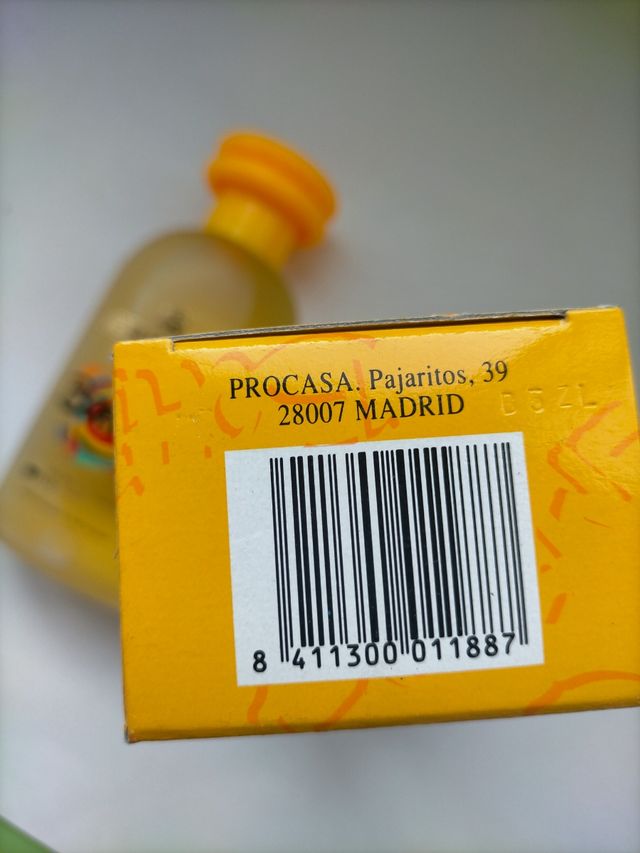 PROCASA. Pajaritos, 39
28007 MADRID
8 411300 011887